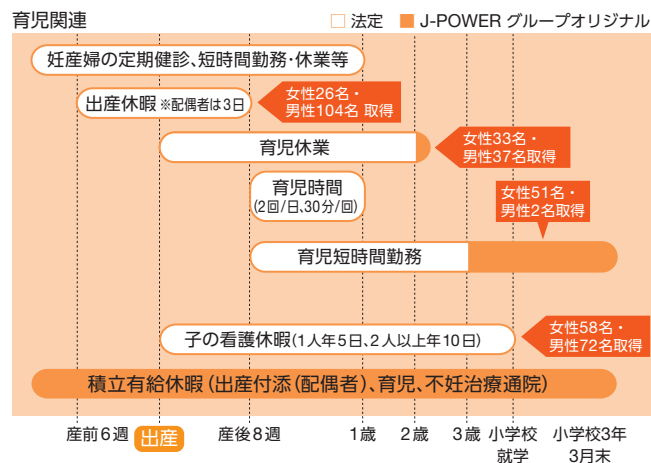 育児関連
□ 法定 ■ J-POWER グループオリジナル
妊産婦の定期健診、短時間勤務・休業等
出産休暇 ※配偶者は3日
女性26名・
男性104名 取得
育児休業
女性33名・
男性37名取得
育児時間
(2回/日、30分/回)
女性51名・
男性2名取得
育児短時間勤務
子の看護休暇(1人年5日、2人以上年10日)
女性58名・
男性72名取得
積立有給休暇(出産付添(配偶者)、育児、不妊治療通院)
産前6週 出産 産後8週 1歳 2歳 3歳 小学校 小学校3年
就学 3月末